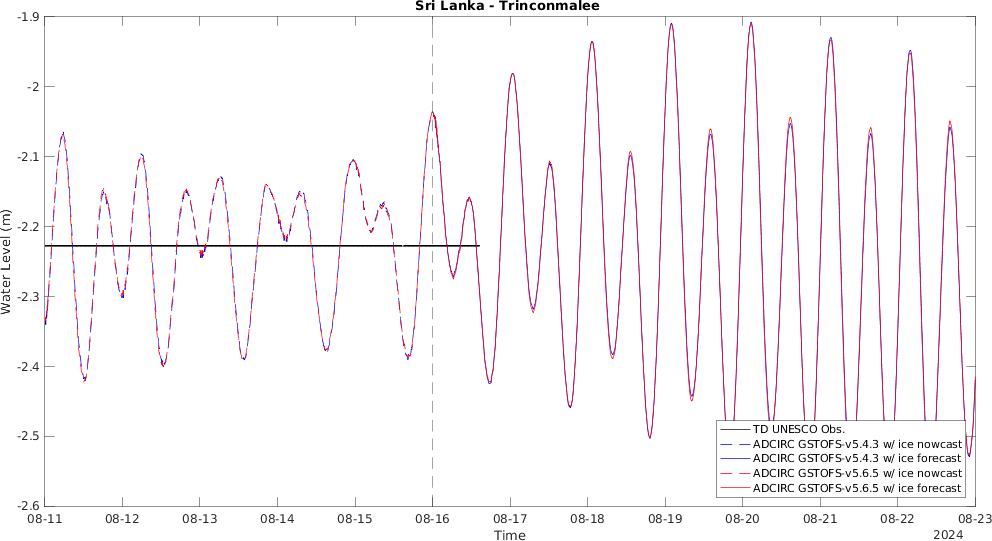 Sri Lanka - Trinconmalee
Water Level (m)
-1.9
-2
-2.1
-2.2
-2.3
-2.4
-2.5
-2.6
08-11 08-12 08-13 08-14 08-15 08-16 08-17 08-18 08-19 08-20 08-21 08-22 08-23
Time
2024
TD UNESCO Obs.
ADCIRC GSTOFS-v5.4.3 w/ ice nowcast
ADCIRC GSTOFS-v5.4.3 w/ ice forecast
ADCIRC GSTOFS-v5.6.5 w/ ice nowcast
ADCIRC GSTOFS-v5.6.5 w/ ice forecast